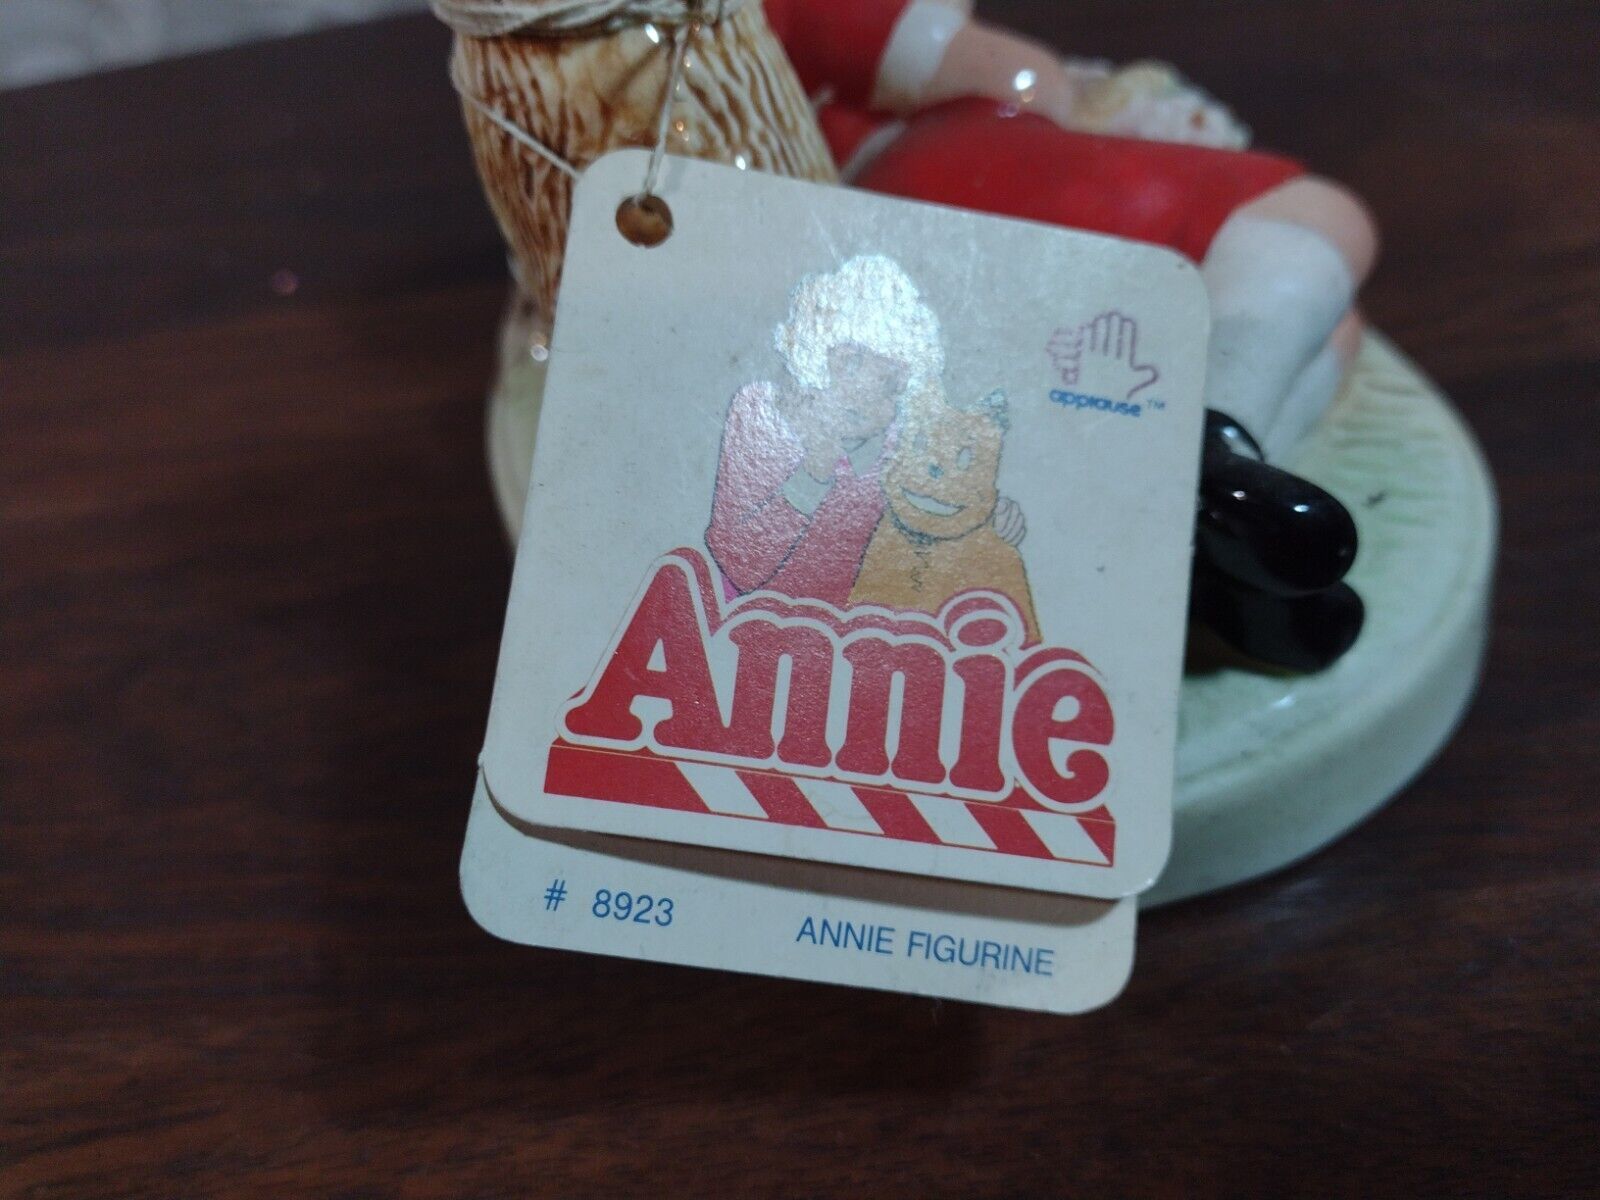 applause™
Annie
# 8923 ANNIE FIGURINE